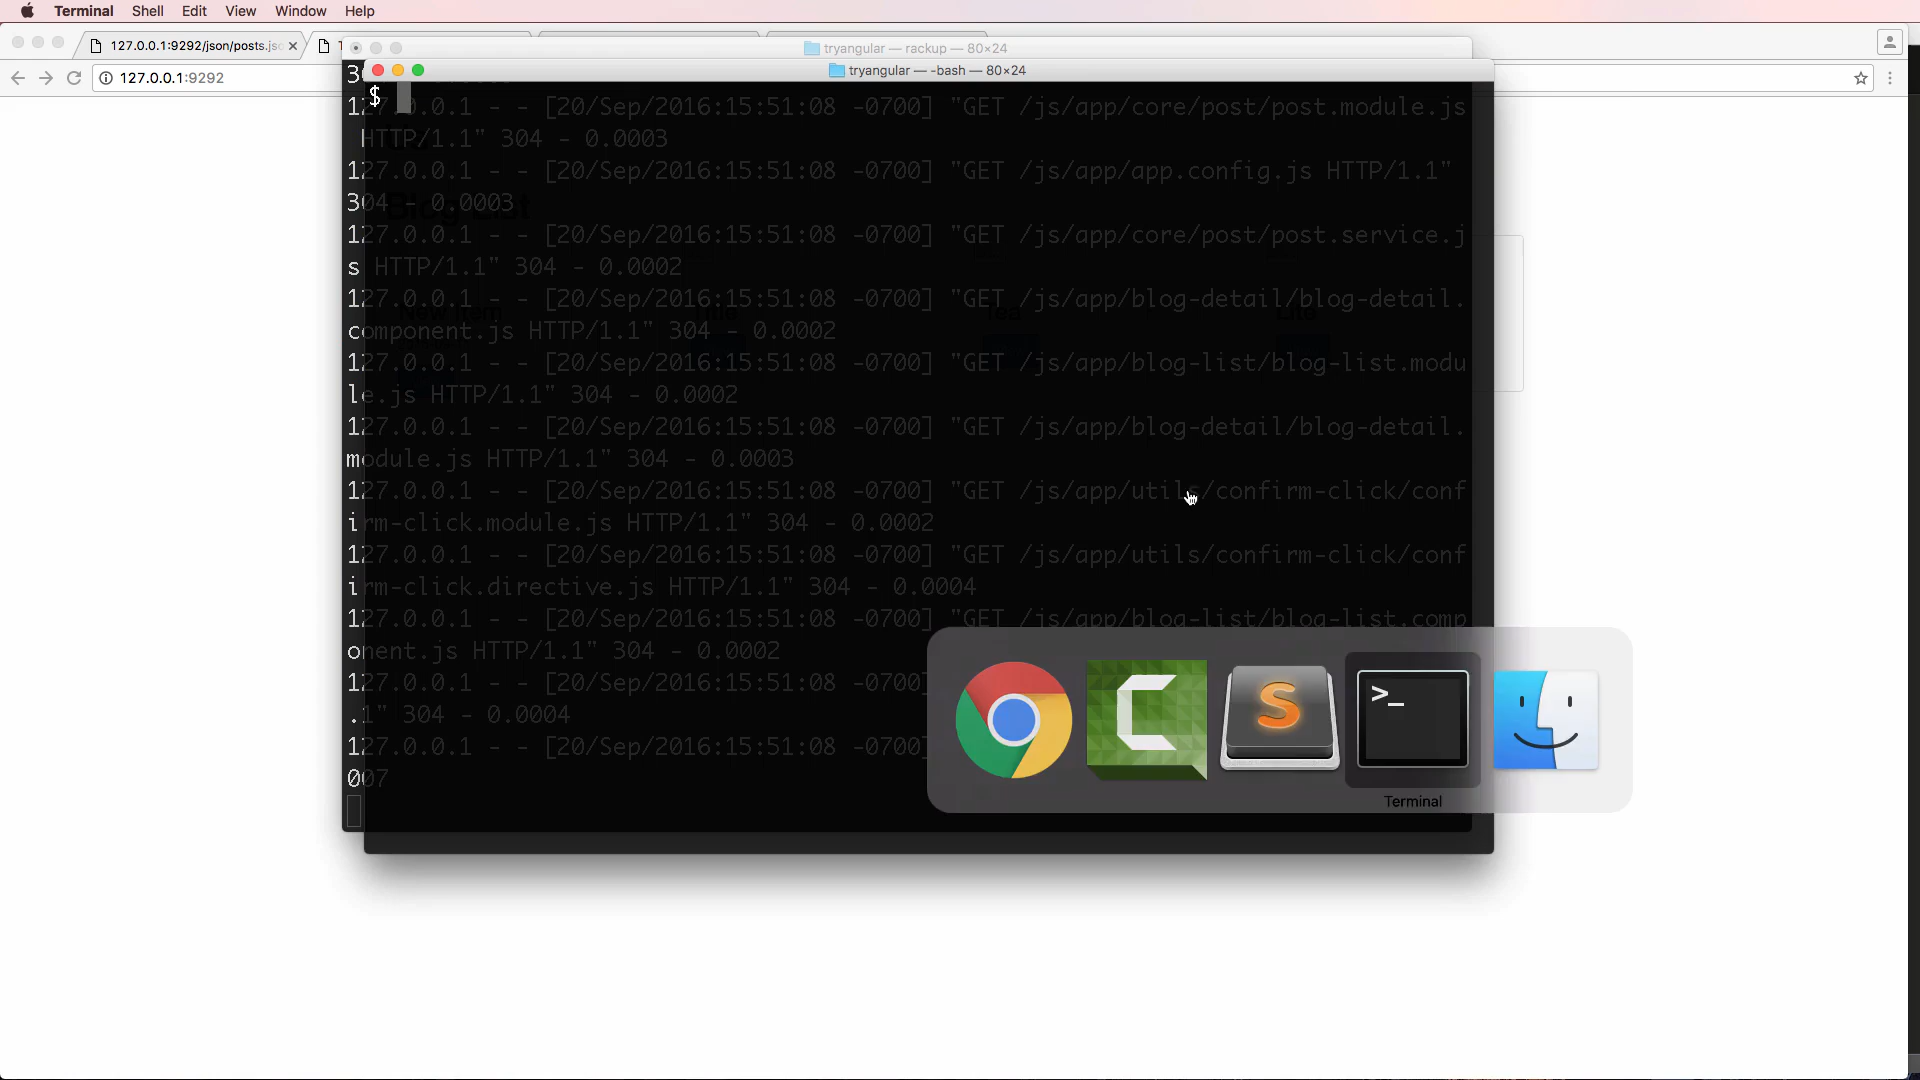 Terminal Shell Edit View Window Help
127.0.0.1:9292/json/posts.js
tryangular — rackup — 80×24
127.0.0.1:9292
tryangular — -bash — 80×24
$
127.0.0.1 - - [20/Sep/2016:15:51:08 -0700] "GET /js/app/core/post/post.module.js
HTTP/1.1" 304 - 0.0003
127.0.0.1 - - [20/Sep/2016:15:51:08 -0700] "GET /js/app/app.config.js HTTP/1.1"
304 - 0.0003
Blog List
127.0.0.1 - - [20/Sep/2016:15:51:08 -0700] "GET /js/app/core/post/post.service.j
s HTTP/1.1" 304 - 0.0002
127.0.0.1 - - [20/Sep/2016:15:51:08 -0700] "GET /js/app/blog-detail/blog-detail.
New Item Title Tea Lite
component.js HTTP/1.1" 304 - 0.0002
127.0.0.1 - - [20/Sep/2016:15:51:08 -0700] "GET /js/app/blog-list/blog-list.modu
le.js HTTP/1.1" 304 - 0.0002
127.0.0.1 - - [20/Sep/2016:15:51:08 -0700] "GET /js/app/blog-detail/blog-detail.
module.js HTTP/1.1" 304 - 0.0003
127.0.0.1 - - [20/Sep/2016:15:51:08 -0700] "GET /js/app/utils/confirm-click/conf
irm-click.module.js HTTP/1.1" 304 - 0.0002
127.0.0.1 - - [20/Sep/2016:15:51:08 -0700] "GET /js/app/utils/confirm-click/conf
irm-click.directive.js HTTP/1.1" 304 - 0.0004
127.0.0.1 - - [20/Sep/2016:15:51:08 -0700] "GET /js/app/blog-list/blog-list.comp
onent.js HTTP/1.1" 304 - 0.0002
127.0.0.1 - - [20/Sep/2016:15:51:08 -0700]
.1" 304 - 0.0004
127.0.0.1 - - [20/Sep/2016:15:51:08 -0700]
007
Terminal